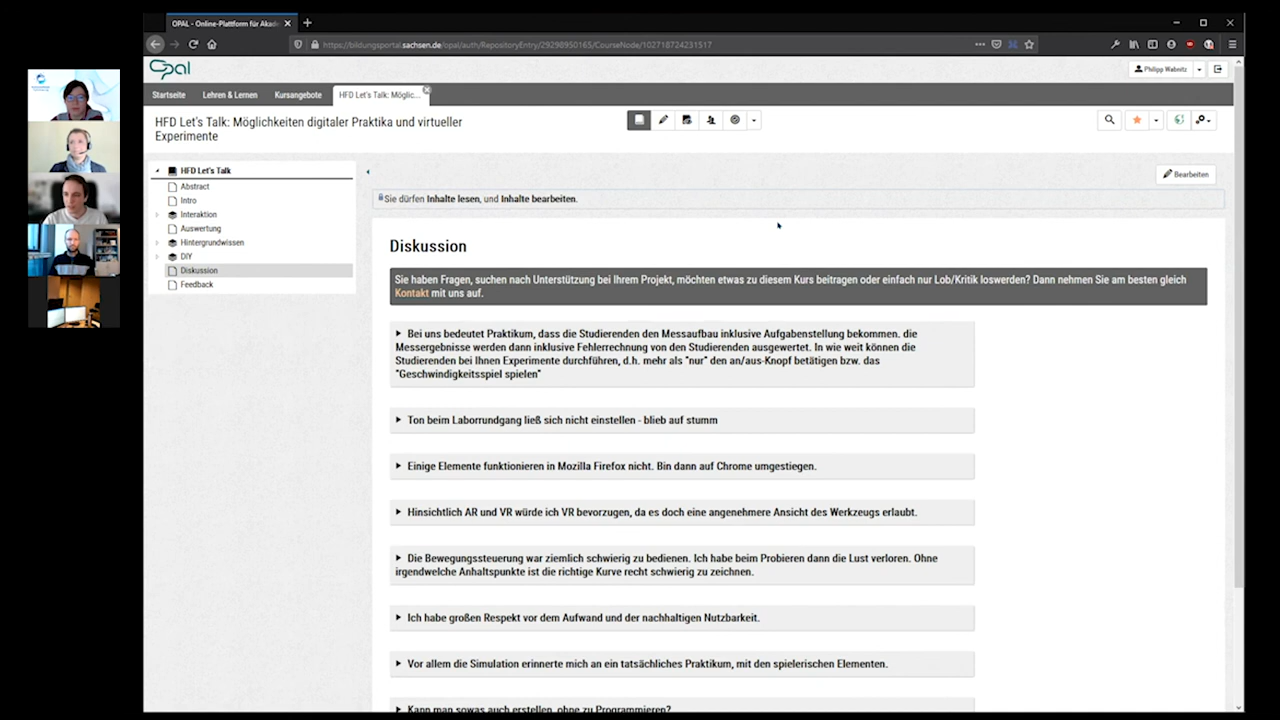 OPAL - Online-Plattform für Akade
https://bildungsportal.sachsen.de/opal/auth/RepositoryEntry/29298950165/CourseNode/102718724231517
Opal
Philipp Wabnitz
Startseite
Lehren & Lernen
Kursangebote
HFD Let's Talk: Möglic...
HFD Let's Talk: Möglichkeiten digitaler Praktika und virtueller
Experimente
HFD Let's Talk
Abstract
Intro
Interaktion
Auswertung
Hintergrundwissen
DIY
Diskussion
Feedback
Bearbeiten
Sie dürfen Inhalte lesen, und Inhalte bearbeiten.
Diskussion
Sie haben Fragen, suchen nach Unterstützung bei Ihrem Projekt, möchten etwas zu diesem Kurs beitragen oder einfach nur Lob/Kritik loswerden? Dann nehmen Sie am besten gleich
Kontakt mit uns auf.
Bei uns bedeutet Praktikum, dass die Studierenden den Messaufbau inklusive Aufgabenstellung bekommen. die
Messergebnisse werden dann inklusive Fehlerrechnung von den Studierenden ausgewertet. In wie weit können die
Studierenden bei Ihnen Experimente durchführen, d.h. mehr als "nur" den an/aus-Knopf betätigen bzw. das
"Geschwindigkeitsspiel spielen"
Ton beim Laborrundgang ließ sich nicht einstellen - blieb auf stumm
Einige Elemente funktionieren in Mozilla Firefox nicht. Bin dann auf Chrome umgestiegen.
Hinsichtlich AR und VR würde ich VR bevorzugen, da es doch eine angenehmere Ansicht des Werkzeugs erlaubt.
Die Bewegungssteuerung war ziemlich schwierig zu bedienen. Ich habe beim Probieren dann die Lust verloren. Ohne
irgendwelche Anhaltspunkte ist die richtige Kurve recht schwierig zu zeichnen.
Ich habe großen Respekt vor dem Aufwand und der nachhaltigen Nutzbarkeit.
Vor allem die Simulation erinnerte mich an ein tatsächliches Praktikum, mit den spielerischen Elementen.
Kann man sowas auch erstellen, ohne zu Programmieren?